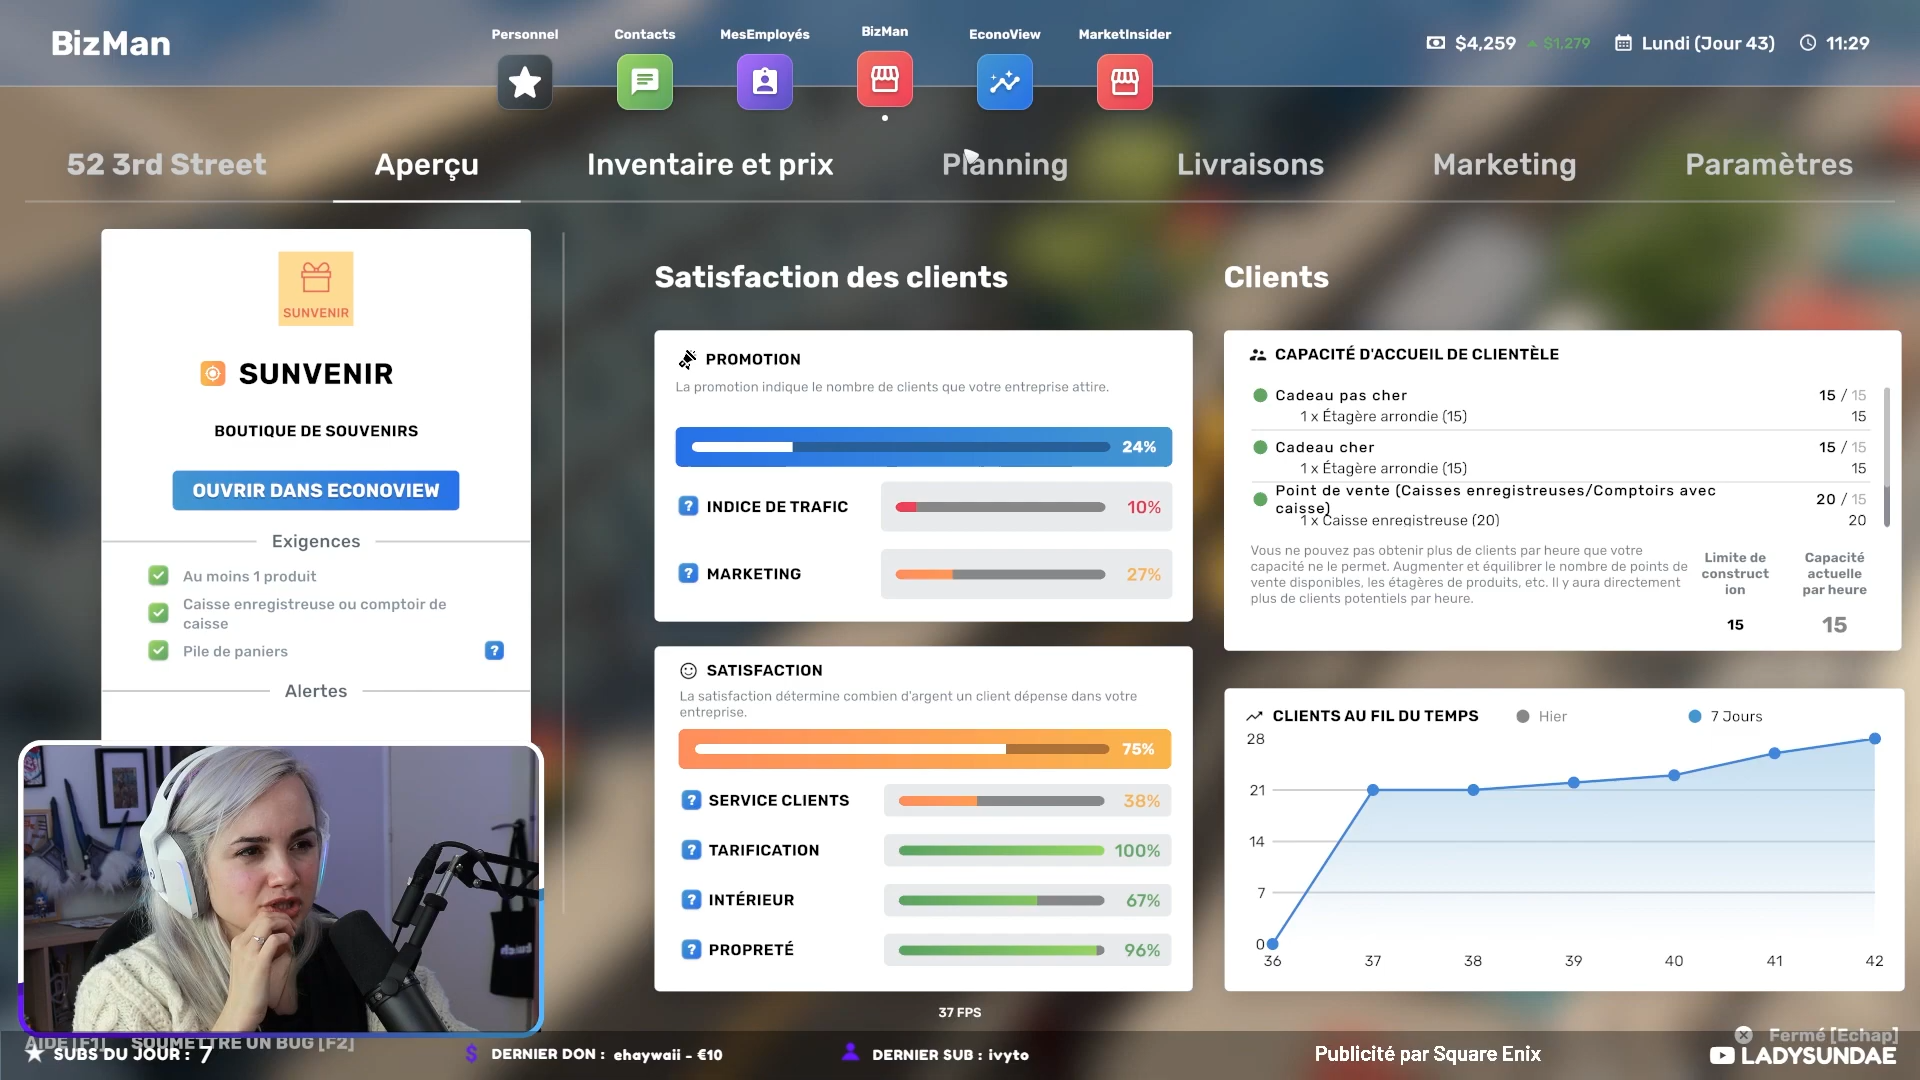 BizMan
Personnel
Contacts
MesEmployés
BizMan
EconoView
MarketInsider
$4,259
$1,279
Lundi (Jour 43)
11:29
52 3rd Street
Aperçu
Inventaire et prix
Planning
Livraisons
Marketing
Paramètres
SUNVENIR
SUNVENIR
BOUTIQUE DE SOUVENIRS
OUVRIR DANS ECONOVIEW
Exigences
Au moins 1 produit
Caisse enregistreuse ou comptoir de
caisse
Pile de paniers
?
Alertes
Satisfaction des clients
PROMOTION
La promotion indique le nombre de clients que votre entreprise attire.
24%
? INDICE DE TRAFIC 10%
? MARKETING 27%
SATISFACTION
La satisfaction détermine combien d'argent un client dépense dans votre
entreprise.
75%
? SERVICE CLIENTS 38%
? TARIFICATION 100%
? INTÉRIEUR 67%
? PROPRETÉ 96%
Clients
CAPACITÉ D'ACCUEIL DE CLIENTÈLE
Cadeau pas cher 15 / 15
1 x Étagère arrondie (15) 15
Cadeau cher 15 / 15
1 x Étagère arrondie (15) 15
Point de vente (Caisses enregistreuses/Comptoirs avec
caisse) 20 / 15
1 x Caisse enregistreuse (20) 20
Vous ne pouvez pas obtenir plus de clients par heure que votre
capacité ne le permet. Augmenter et équilibrer le nombre de points de
vente disponibles, les étagères de produits, etc. Il y aura directement
plus de clients potentiels par heure.
Limite de
construct
ion
15
Capacité
actuelle
par heure
15
CLIENTS AU FIL DU TEMPS
Hier
7 Jours
28
21
14
7
0
36 37 38 39 40 41 42
37 FPS
AIDE [F1] SOUMETTRE UN BUG [F2]
Fermé [Echap]
SUBS DU JOUR : 7
$ DERNIER DON : ehaywaii - €10
DERNIER SUB : ivyto
Publicité par Square Enix
LADYSUNDAE